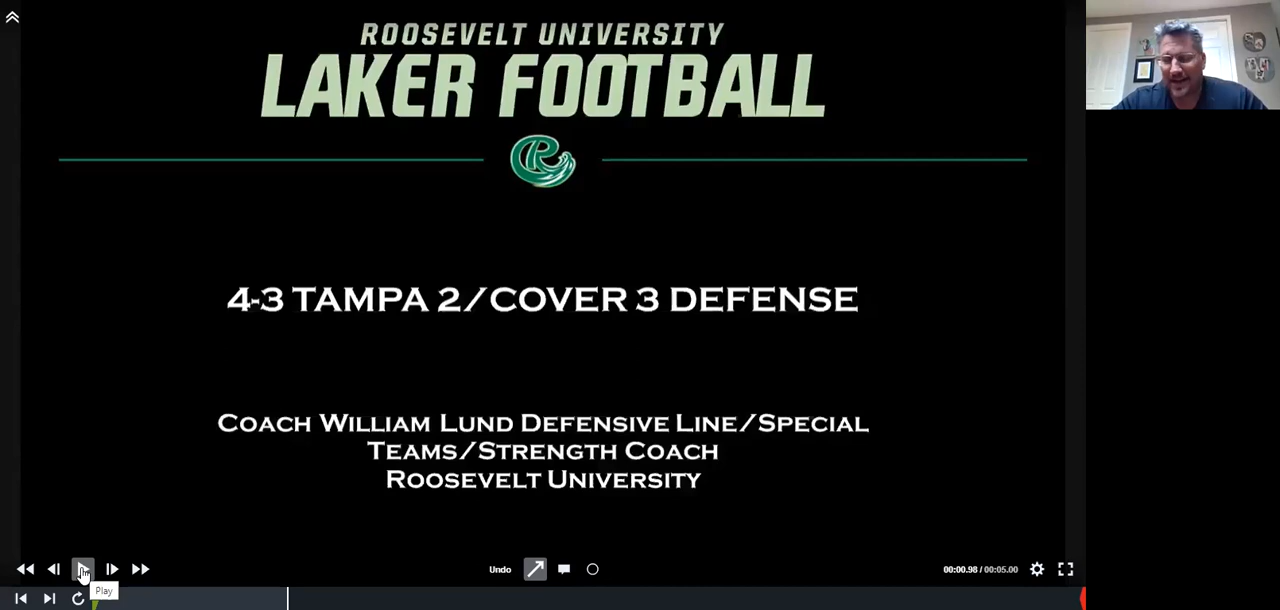 ROOSEVELT UNIVERSITY
LAKER FOOTBALL
R
4-3 TAMPA 2/COVER 3 DEFENSE
COACH WILLIAM LUND DEFENSIVE LINE/SPECIAL
TEAMS/STRENGTH COACH
ROOSEVELT UNIVERSITY
Undo
00:00.98 / 00:05.00
Play